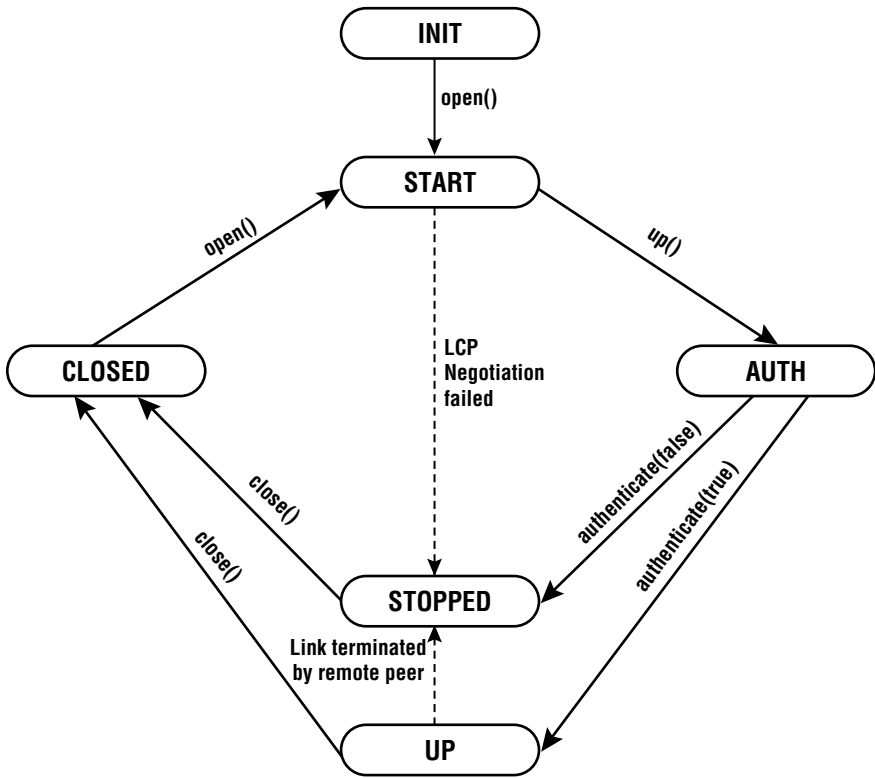 INIT
open()
START
open()
up()
CLOSED
LCP
Negotiation
failed
AUTH
close()
close()
authenticate(false)
authenticate(true)
STOPPED
Link terminated
by remote peer
UP